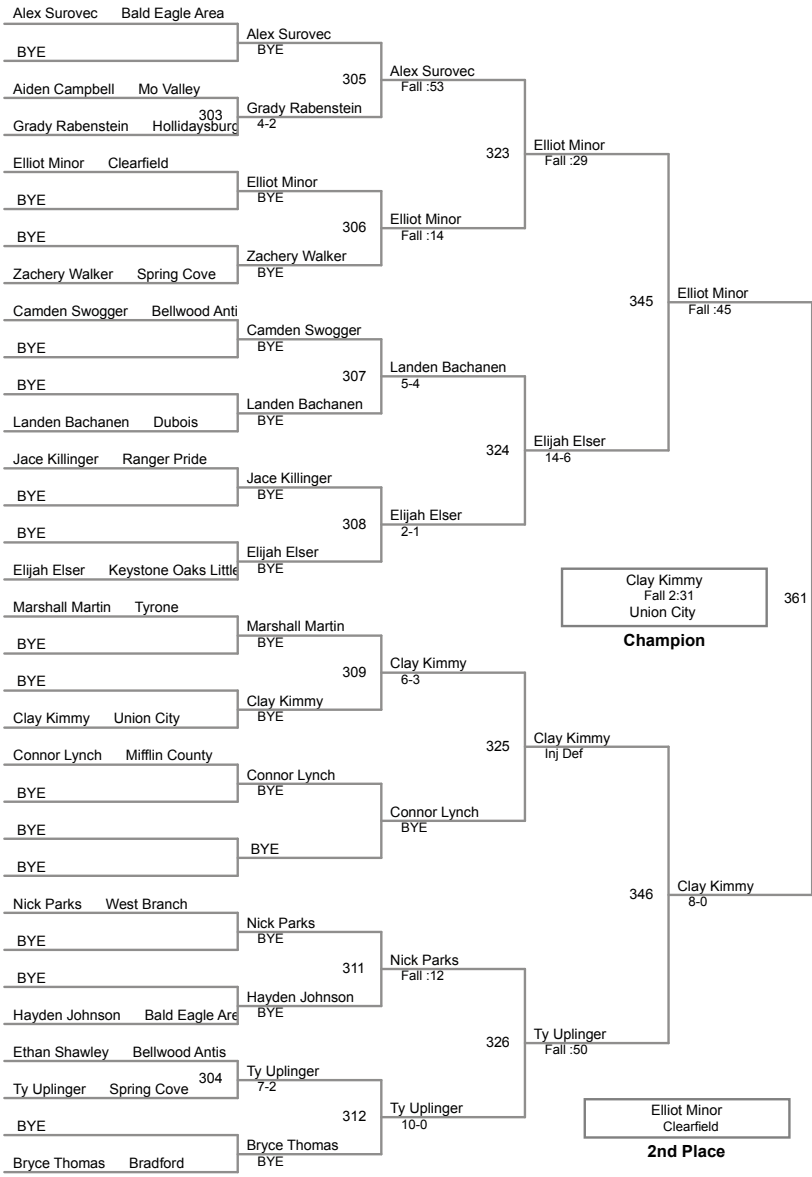 Alex Surovec Bald Eagle Area
BYE
Aiden Campbell Mo Valley
303
Grady Rabenstein Hollidaysburg
Elliot Minor Clearfield
BYE
BYE
Zachery Walker Spring Cove
Camden Swogger Bellwood Anti
BYE
BYE
Landen Bachanen Dubois
Jace Killinger Ranger Pride
BYE
BYE
Elijah Elser Keystone Oaks Little
Marshall Martin Tyrone
BYE
BYE
Clay Kimmy Union City
Connor Lynch Mifflin County
BYE
BYE
BYE
Nick Parks West Branch
BYE
BYE
Hayden Johnson Bald Eagle Are
Ethan Shawley Bellwood Antis
304
Ty Uplinger Spring Cove
BYE
Bryce Thomas Bradford
Alex Surovec
BYE
305
Grady Rabenstein
4-2
Elliot Minor
BYE
306
Zachery Walker
BYE
Camden Swogger
BYE
307
Landen Bachanen
BYE
Jace Killinger
BYE
308
Elijah Elser
BYE
Marshall Martin
BYE
309
Clay Kimmy
BYE
Connor Lynch
BYE
BYE
Nick Parks
BYE
311
Hayden Johnson
BYE
Ty Uplinger
7-2
312
Bryce Thomas
BYE
Alex Surovec
Fall :53
323
Elliot Minor
Fall :14
Landen Bachanen
5-4
324
Elijah Elser
2-1
Clay Kimmy
6-3
325
Connor Lynch
BYE
Nick Parks
Fall :12
326
Ty Uplinger
10-0
Elliot Minor
Fall :29
345
Elijah Elser
14-6
Clay Kimmy
Inj Def
346
Ty Uplinger
Fall :50
Elliot Minor
Fall :45
361
Clay Kimmy
8-0
Clay Kimmy
Fall 2:31
Union City
Champion
Elliot Minor
Clearfield
2nd Place